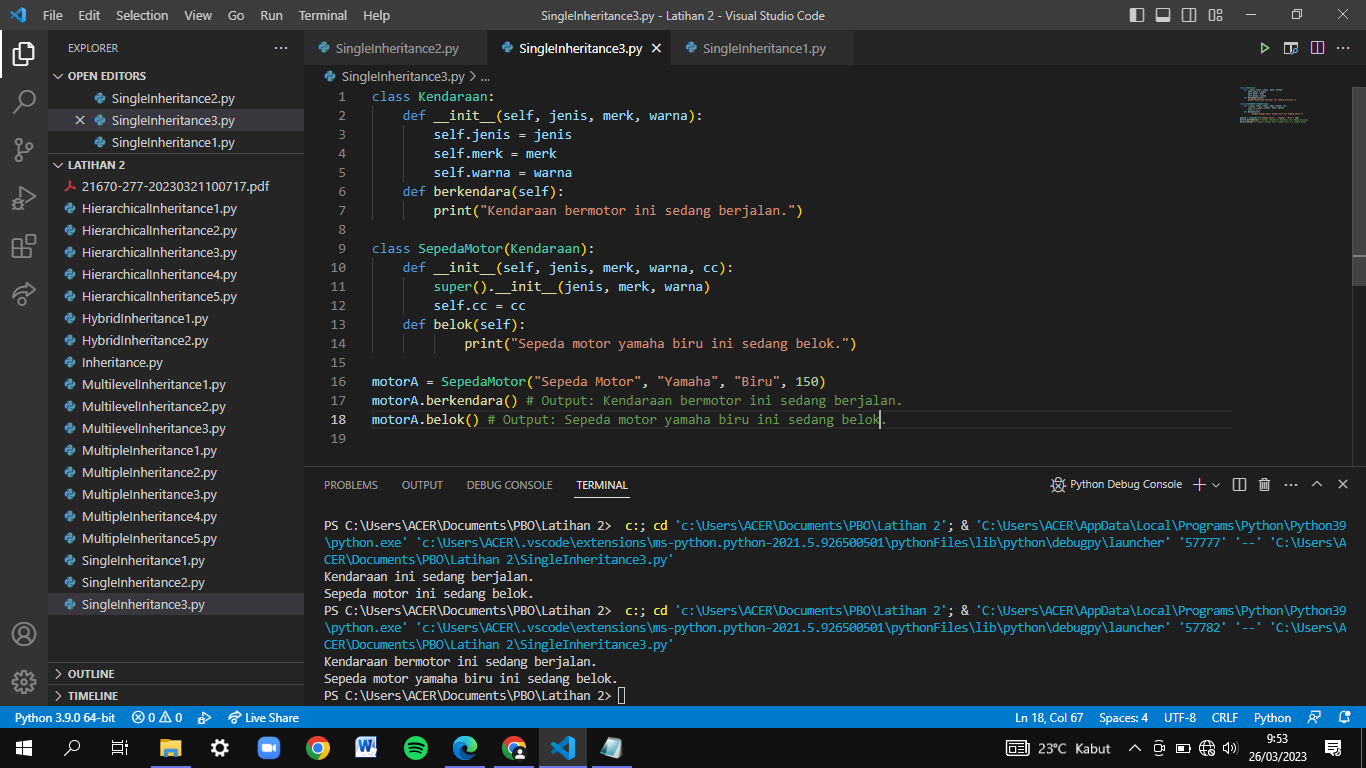 File Edit Selection View Go Run Terminal Help
SingleInheritance3.py - Latihan 2 - Visual Studio Code
EXPLORER
OPEN EDITORS
SingleInheritance2.py
SingleInheritance3.py
SingleInheritance1.py
LATIHAN 2
21670-277-20230321100717.pdf
HierarchicalInheritance1.py
HierarchicalInheritance2.py
HierarchicalInheritance3.py
HierarchicalInheritance4.py
HierarchicalInheritance5.py
HybridInheritance1.py
HybridInheritance2.py
Inheritance.py
MultilevelInheritance1.py
MultilevelInheritance2.py
MultilevelInheritance3.py
MultipleInheritance1.py
MultipleInheritance2.py
MultipleInheritance3.py
MultipleInheritance4.py
MultipleInheritance5.py
SingleInheritance1.py
SingleInheritance2.py
SingleInheritance3.py
OUTLINE
TIMELINE
SingleInheritance2.py SingleInheritance3.py SingleInheritance1.py
SingleInheritance3.py > ...
1 class Kendaraan:
2 def __init__(self, jenis, merk, warna):
3 self.jenis = jenis
4 self.merk = merk
5 self.warna = warna
6 def berkendara(self):
7 print("Kendaraan bermotor ini sedang berjalan.")
8
9 class SepedaMotor(Kendaraan):
10 def __init__(self, jenis, merk, warna, cc):
11 super().__init__(jenis, merk, warna)
12 self.cc = cc
13 def belok(self):
14 print("Sepeda motor yamaha biru ini sedang belok.")
15
16 motorA = SepedaMotor("Sepeda Motor", "Yamaha", "Biru", 150)
17 motorA.berkendara() # Output: Kendaraan bermotor ini sedang berjalan.
18 motorA.belok() # Output: Sepeda motor yamaha biru ini sedang belok.
19
PROBLEMS OUTPUT DEBUG CONSOLE TERMINAL
Python Debug Console
PS C:\Users\ACER\Documents\PBO\Latihan 2> c:; cd 'c:\Users\ACER\Documents\PBO\Latihan 2'; & 'C:\Users\ACER\AppData\Local\Programs\Python\Python39
\python.exe' 'c:\Users\ACER\.vscode\extensions\ms-python.python-2021.5.926500501\pythonFiles\lib\python\debugpy\launcher' '57777' '--' 'C:\Users\A
CER\Documents\PBO\Latihan 2\SingleInheritance3.py'
Kendaraan ini sedang berjalan.
Sepeda motor ini sedang belok.
PS C:\Users\ACER\Documents\PBO\Latihan 2> c:; cd 'c:\Users\ACER\Documents\PBO\Latihan 2'; & 'C:\Users\ACER\AppData\Local\Programs\Python\Python39
\python.exe' 'c:\Users\ACER\.vscode\extensions\ms-python.python-2021.5.926500501\pythonFiles\lib\python\debugpy\launcher' '57782' '--' 'C:\Users\A
CER\Documents\PBO\Latihan 2\SingleInheritance3.py'
Kendaraan bermotor ini sedang berjalan.
Sepeda motor yamaha biru ini sedang belok.
PS C:\Users\ACER\Documents\PBO\Latihan 2>
Python 3.9.0 64-bit 0 0 Live Share
Ln 18, Col 67 Spaces: 4 UTF-8 CRLF Python
23°C Kabut
9:53
26/03/2023